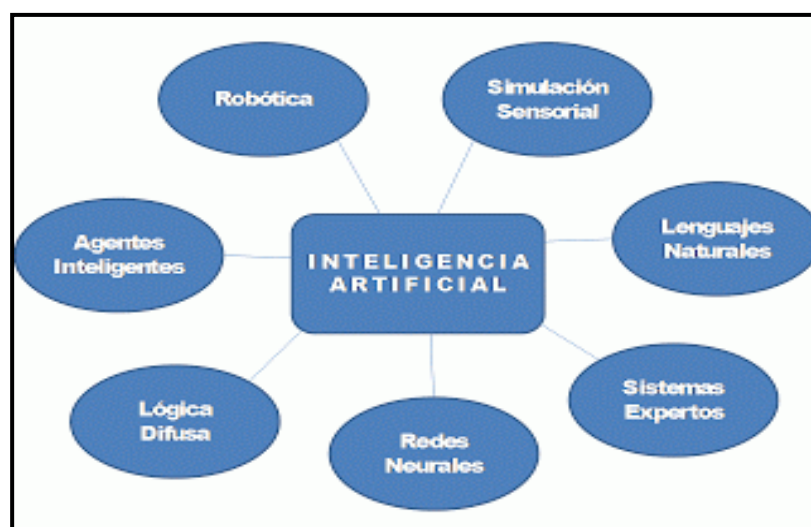 Robótica
Simulación
Sensorial
Agentes
Inteligentes
INTELIGENCIA
ARTIFICIAL
Lenguajes
Naturales
Lógica
Difusa
Redes
Neurales
Sistemas
Expertos